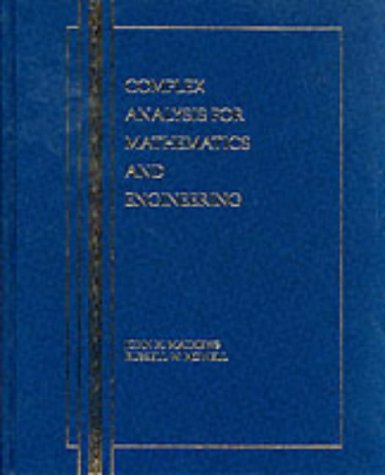 COMPLEX
ANALYSIS FOR
MATHEMATICS
AND
ENGINEERING
JOHN H. MATHEWS
RUSSELL W. HOWELL